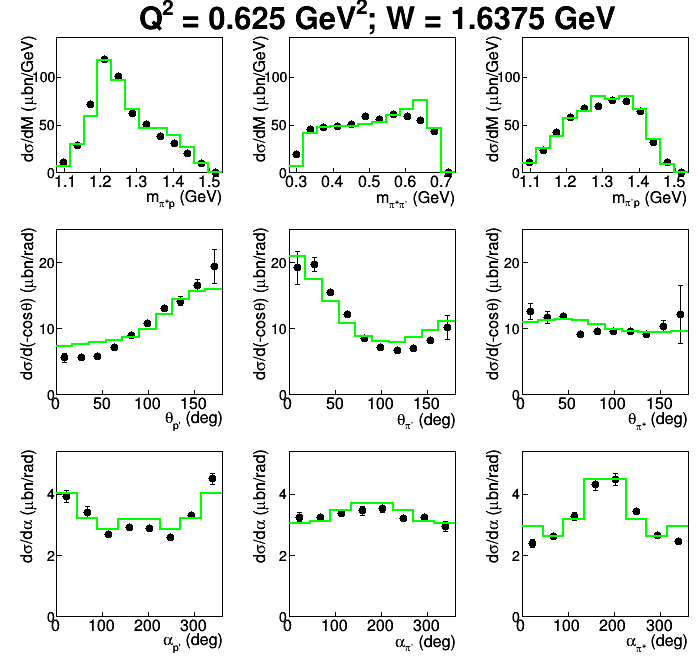 Q² = 0.625 GeV²; W = 1.6375 GeV
dσ/dM (μbn/GeV)
100
50
0
1.1 1.2 1.3 1.4 1.5
m_π⁺p (GeV)
dσ/dM (μbn/GeV)
100
50
0
0.3 0.4 0.5 0.6 0.7
m_π⁺π⁻ (GeV)
dσ/dM (μbn/GeV)
100
50
0
1.1 1.2 1.3 1.4 1.5
m_π⁻p (GeV)
dσ/d(-cosθ) (μbn/rad)
20
10
0
0 50 100 150
θ_p' (deg)
dσ/d(-cosθ) (μbn/rad)
20
10
0
0 50 100 150
θ_π⁻ (deg)
dσ/d(-cosθ) (μbn/rad)
20
10
0
0 50 100 150
θ_π⁺ (deg)
dσ/dα (μbn/rad)
4
2
0
0 100 200 300
α_p' (deg)
dσ/dα (μbn/rad)
4
2
0
0 100 200 300
α_π⁻ (deg)
dσ/dα (μbn/rad)
4
2
0
0 100 200 300
α_π⁺ (deg)